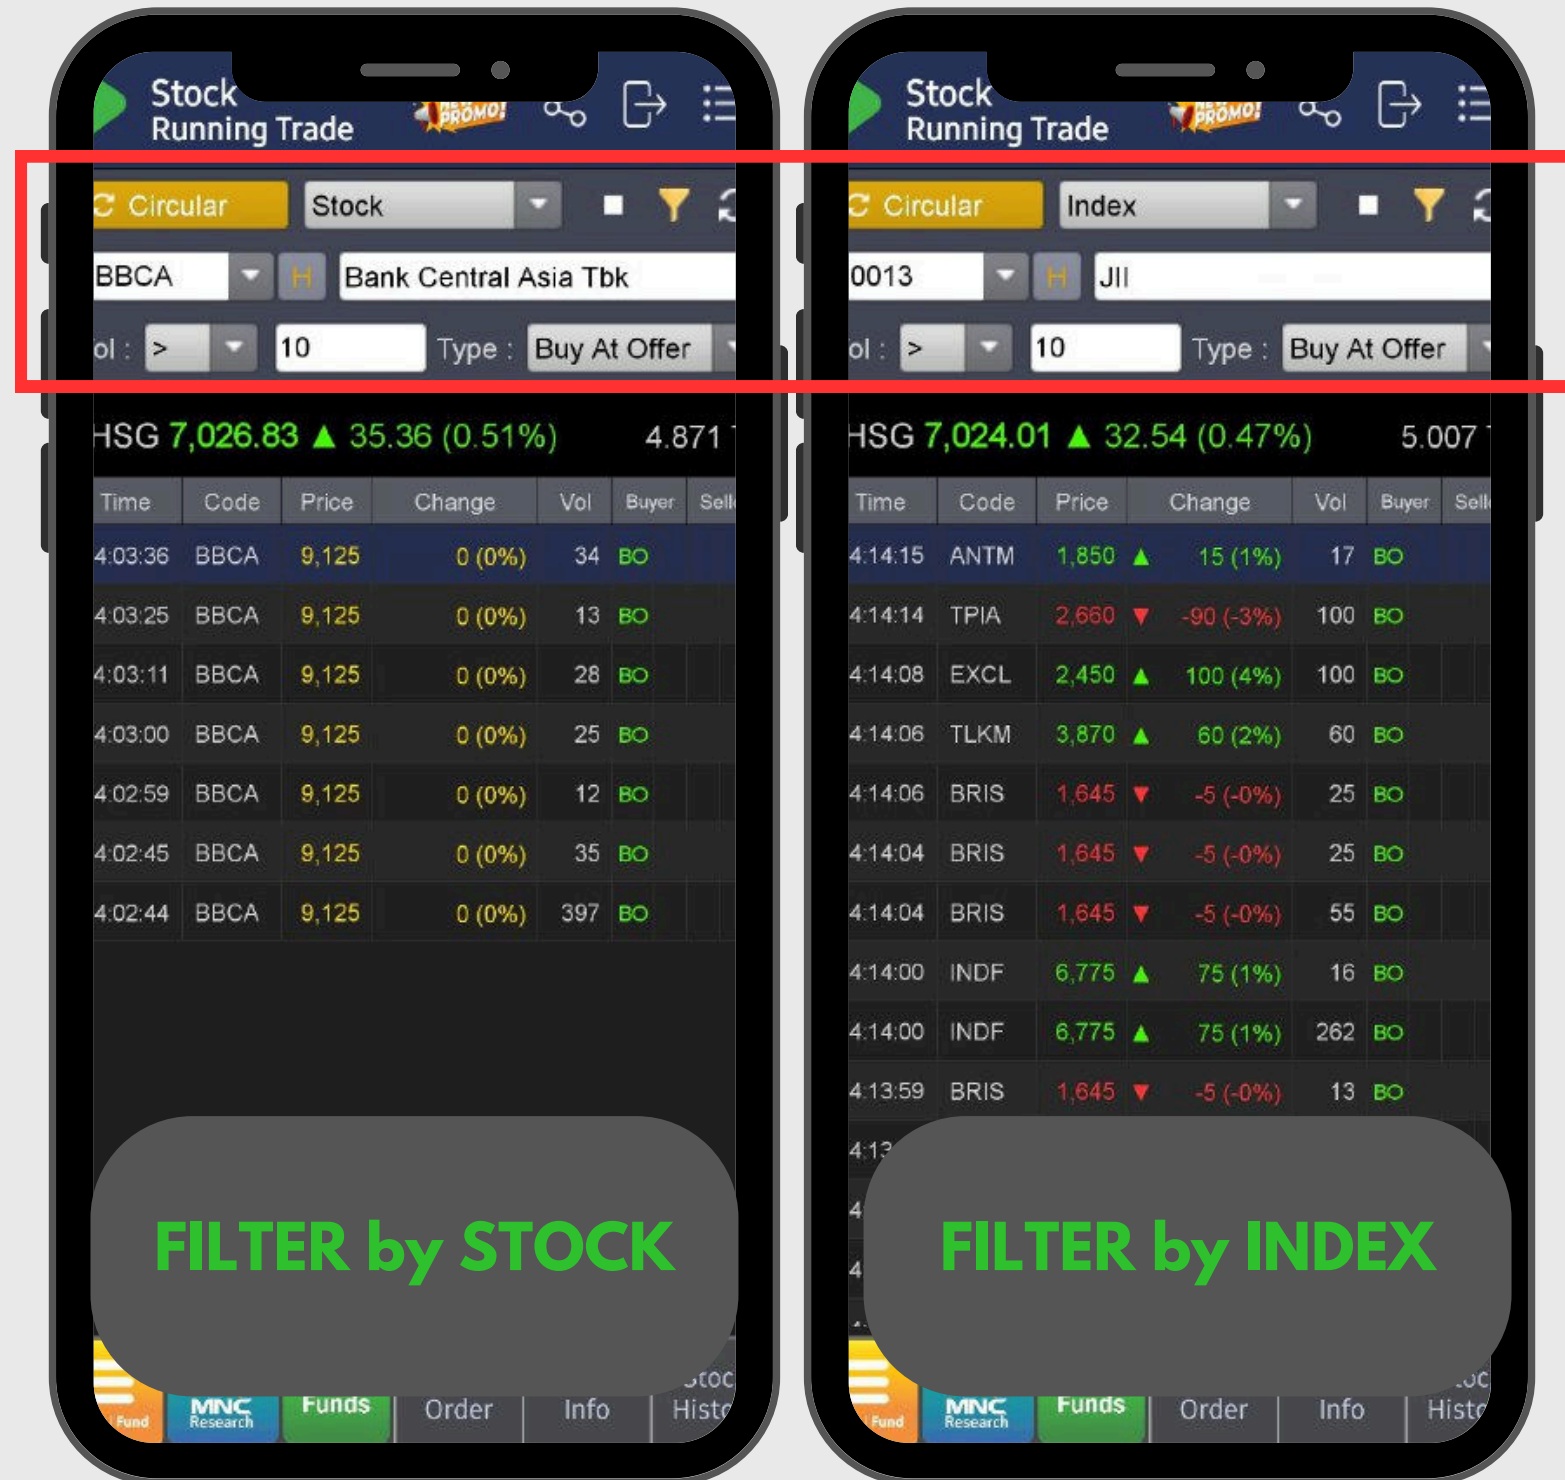 Stock
Running Trade
PROMO!
Circular
Stock
BBCA
H
Bank Central Asia Tbk
ol :
>
10
Type :
Buy At Offer
HSG 7,026.83 ▲ 35.36 (0.51%) 4.871
Time Code Price Change Vol Buyer Sell
4:03:36 BBCA 9,125 0 (0%) 34 BO
4:03:25 BBCA 9,125 0 (0%) 13 BO
4:03:11 BBCA 9,125 0 (0%) 28 BO
4:03:00 BBCA 9,125 0 (0%) 25 BO
4:02:59 BBCA 9,125 0 (0%) 12 BO
4:02:45 BBCA 9,125 0 (0%) 35 BO
4:02:44 BBCA 9,125 0 (0%) 397 BO
FILTER by STOCK
Fund
MNC
Research
Funds
Order
Info
Stoc
Histo
Stock
Running Trade
PROMO!
Circular
Index
0013
H
JII
ol :
>
10
Type :
Buy At Offer
HSG 7,024.01 ▲ 32.54 (0.47%) 5.007
Time Code Price Change Vol Buyer Sell
4:14:15 ANTM 1,850 ▲ 15 (1%) 17 BO
4:14:14 TPIA 2,660 ▼ -90 (-3%) 100 BO
4:14:08 EXCL 2,450 ▲ 100 (4%) 100 BO
4:14:06 TLKM 3,870 ▲ 60 (2%) 60 BO
4:14:06 BRIS 1,645 ▼ -5 (-0%) 25 BO
4:14:04 BRIS 1,645 ▼ -5 (-0%) 25 BO
4:14:04 BRIS 1,645 ▼ -5 (-0%) 55 BO
4:14:00 INDF 6,775 ▲ 75 (1%) 16 BO
4:14:00 INDF 6,775 ▲ 75 (1%) 262 BO
4:13:59 BRIS 1,645 ▼ -5 (-0%) 13 BO
4:13
4
4
FILTER by INDEX
Fund
MNC
Research
Funds
Order
Info
Histo